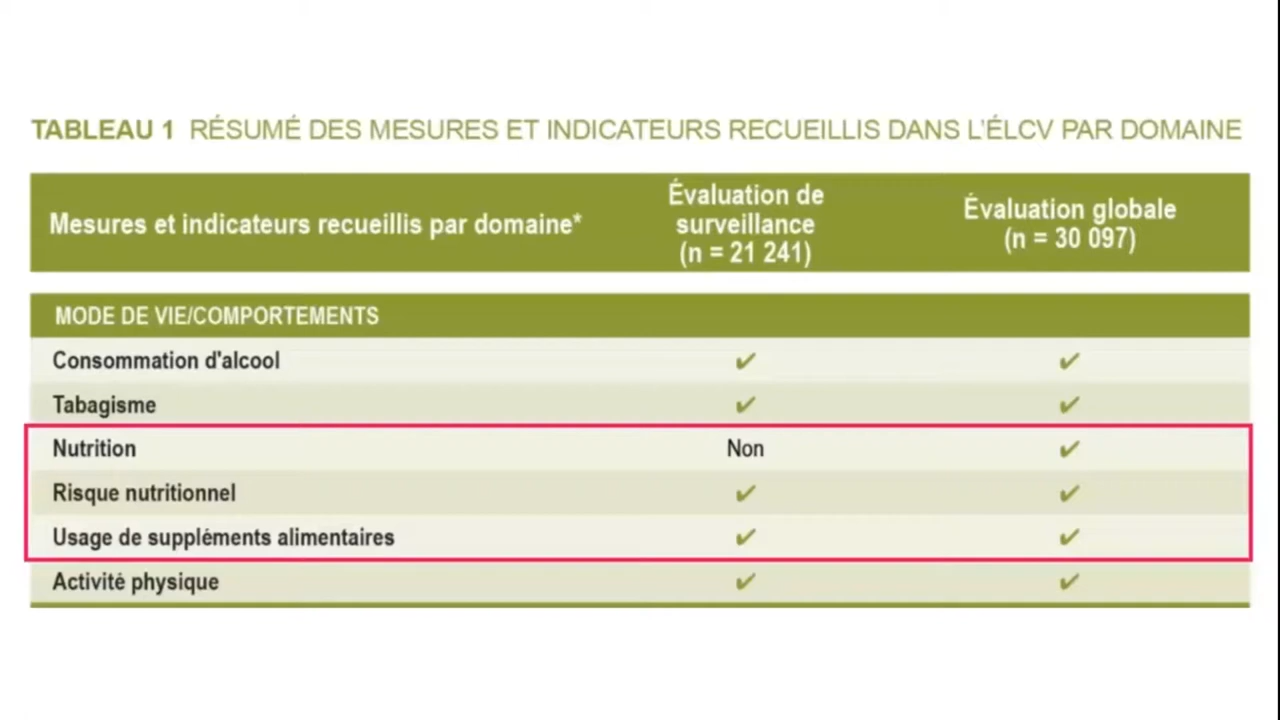 TABLEAU 1 RÉSUMÉ DES MESURES ET INDICATEURS RECUEILLIS DANS L'ÉLCV PAR DOMAINE
Mesures et indicateurs recueillis par domaine*
Évaluation de
surveillance
(n = 21 241)
Évaluation globale
(n = 30 097)
MODE DE VIE/COMPORTEMENTS
Consommation d'alcool ✔ ✔
Tabagisme ✔ ✔
Nutrition Non ✔
Risque nutritionnel ✔ ✔
Usage de suppléments alimentaires ✔ ✔
Activité physique ✔ ✔